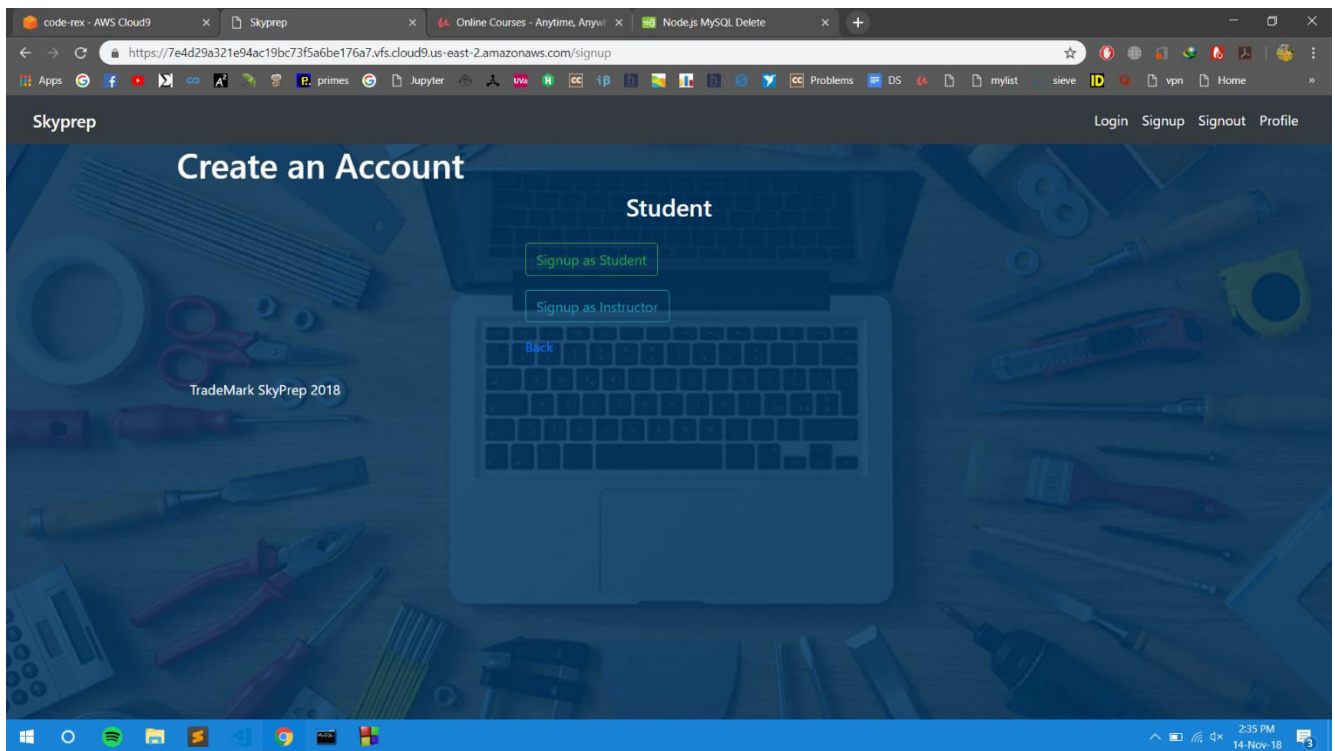 code-rex - AWS Cloud9
Skyprep
Online Courses - Anytime, Anywh
Node.js MySQL Delete
https://7e4d29a321e94ac19bc73f5a6be176a7.vfs.cloud9.us-east-2.amazonaws.com/signup
Apps
primes
Jupyter
UVa
CC
Problems
DS
mylist
sieve
ID
vpn
Home
Skyprep
Login Signup Signout Profile
Create an Account
Student
Signup as Student
Signup as Instructor
Back
TradeMark SkyPrep 2018
2:35 PM
14-Nov-18